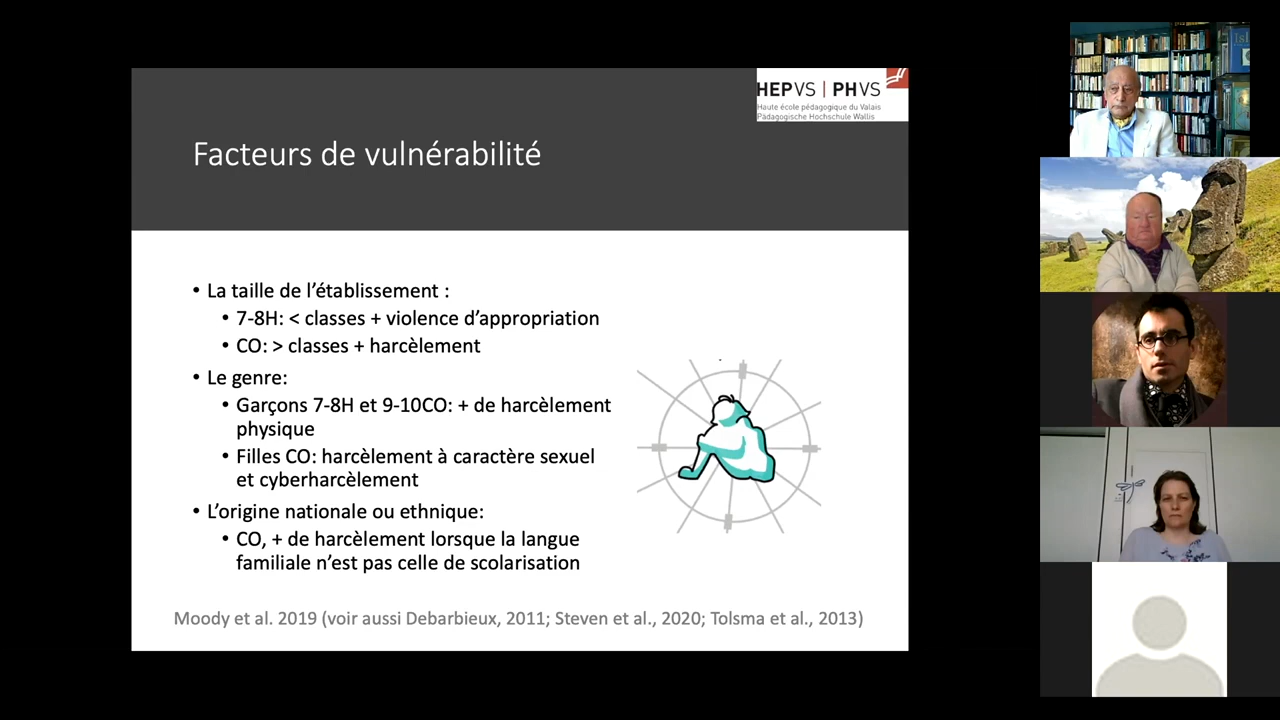 HEPVS | PHVS
Haute école pédagogique du Valais
Pädagogische Hochschule Wallis
Facteurs de vulnérabilité
• La taille de l’établissement :
• 7-8H: < classes + violence d’appropriation
• CO: > classes + harcèlement
• Le genre:
• Garçons 7-8H et 9-10CO: + de harcèlement
physique
• Filles CO: harcèlement à caractère sexuel
et cyberharcèlement
• L’origine nationale ou ethnique:
• CO, + de harcèlement lorsque la langue
familiale n’est pas celle de scolarisation
Moody et al. 2019 (voir aussi Debarbieux, 2011; Steven et al., 2020; Tolsma et al., 2013)